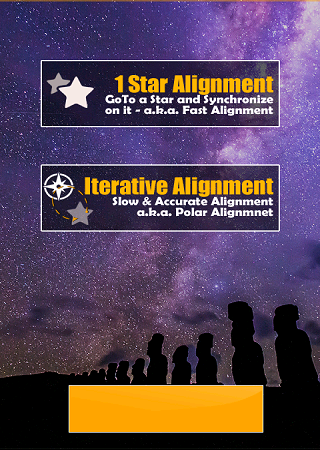 1 Star Alignment
GoTo a Star and Synchronize
on it - a.k.a. Fast Alignment
Iterative Alignment
Slow & Accurate Alignment
a.k.a. Polar Alignmnet